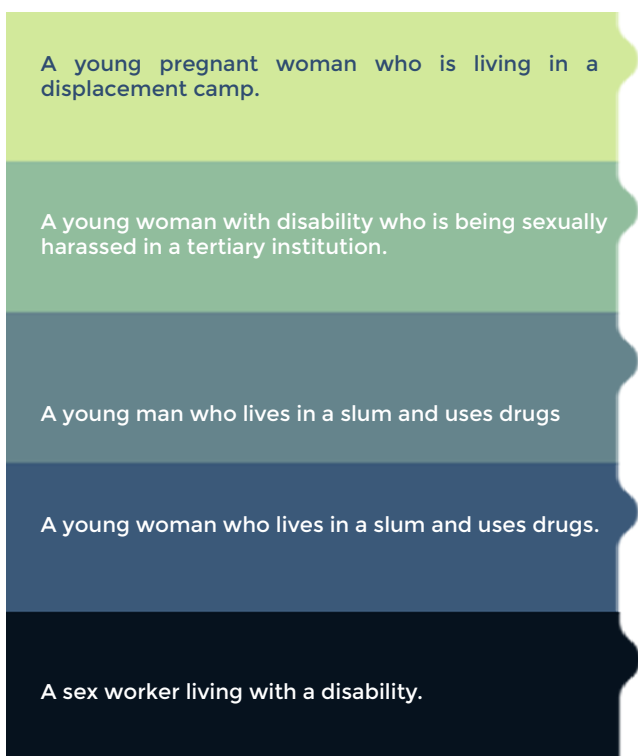 A young pregnant woman who is living in a
displacement camp.
A young woman with disability who is being sexually
harassed in a tertiary institution.
A young man who lives in a slum and uses drugs
A young woman who lives in a slum and uses drugs.
A sex worker living with a disability.